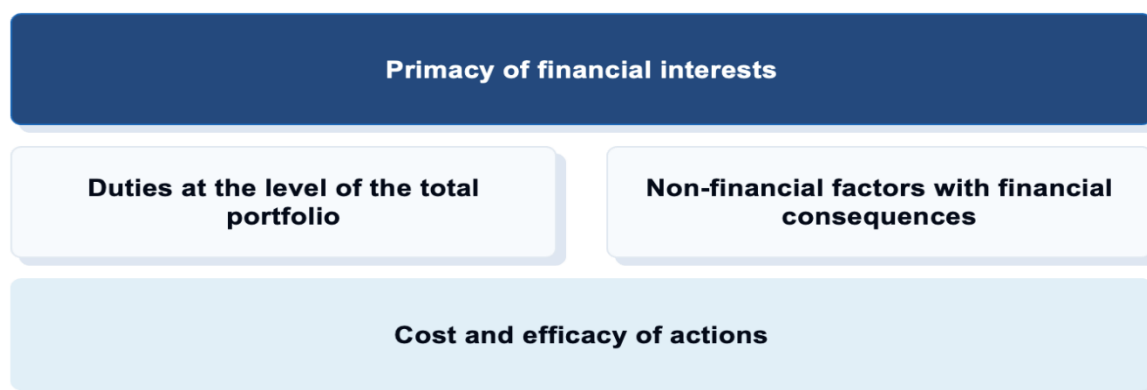 Primacy of financial interests
Duties at the level of the total
portfolio
Non-financial factors with financial
consequences
Cost and efficacy of actions